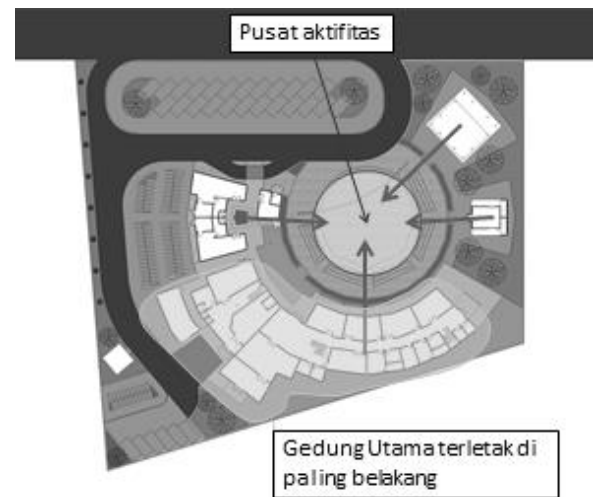 Pusat aktifitas
Gedung Utama terletak di
paling belakang